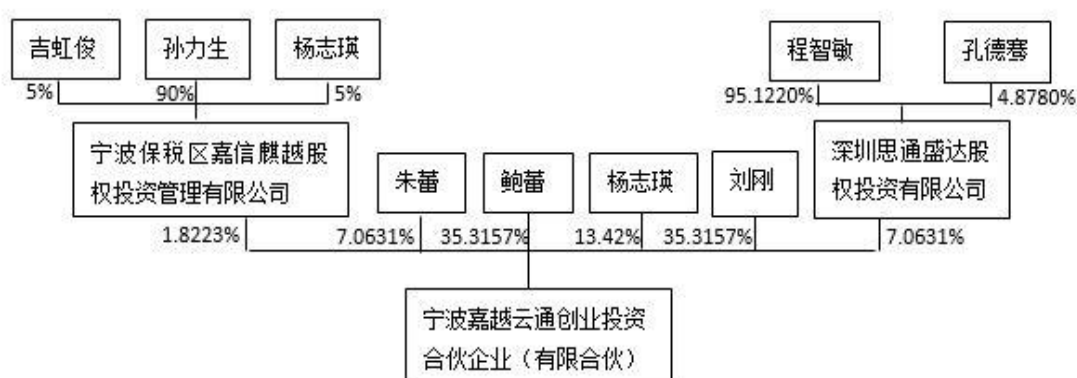 吉虹俊
孙力生
杨志瑛
程智敏
孔德骞
5%
90%
5%
95.1220%
4.8780%
宁波保税区嘉信麒越股
权投资管理有限公司
朱蕾
鲍蕾
杨志瑛
刘刚
深圳思通盛达股
权投资有限公司
1.8223%
7.0631%
35.3157%
13.42%
35.3157%
7.0631%
宁波嘉越云通创业投资
合伙企业（有限合伙）